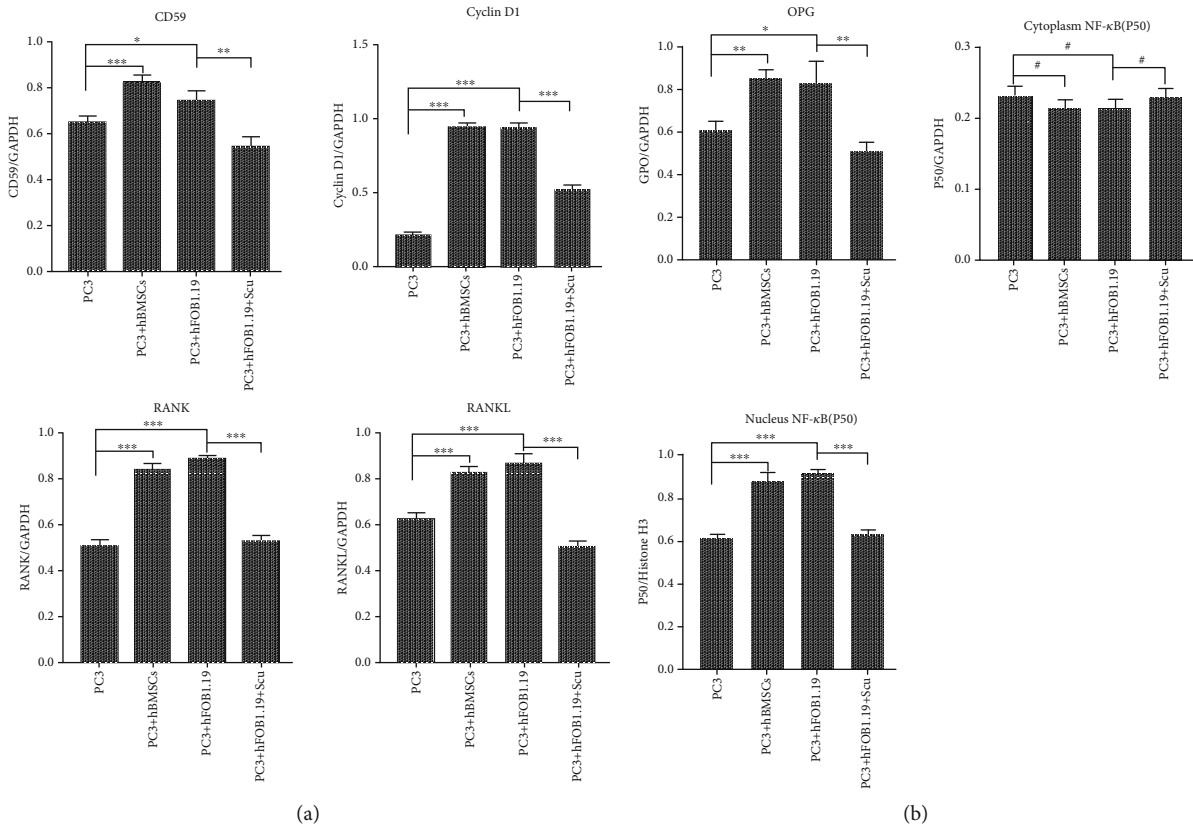 CD59
CD59/GAPDH
1.0
0.8
0.6
0.4
0.2
0.0
*
***
**
PC3
PC3+hBMSCs
PC3+hFOB1.19
PC3+hFOB1.19+Scu
Cyclin D1
Cyclin D1/GAPDH
1.5
1.0
0.5
0.0
***
***
***
PC3
PC3+hBMSCs
PC3+hFOB1.19
PC3+hFOB1.19+Scu
OPG
GPO/GAPDH
1.0
0.8
0.6
0.4
0.2
0.0
*
**
**
PC3
PC3+hBMSCs
PC3+hFOB1.19
PC3+hFOB1.19+Scu
Cytoplasm NF-κB(P50)
P50/GAPDH
0.3
0.2
0.1
0.0
#
#
#
PC3
PC3+hBMSCs
PC3+hFOB1.19
PC3+hFOB1.19+Scu
RANK
RANK/GAPDH
1.0
0.8
0.6
0.4
0.2
0.0
***
***
***
PC3
PC3+hBMSCs
PC3+hFOB1.19
PC3+hFOB1.19+Scu
RANKL
RANKL/GAPDH
1.0
0.8
0.6
0.4
0.2
0.0
***
***
***
PC3
PC3+hBMSCs
PC3+hFOB1.19
PC3+hFOB1.19+Scu
Nucleus NF-κB(P50)
P50/Histone H3
1.0
0.8
0.6
0.4
0.2
0.0
***
***
***
PC3
PC3+hBMSCs
PC3+hFOB1.19
PC3+hFOB1.19+Scu
(a)
(b)